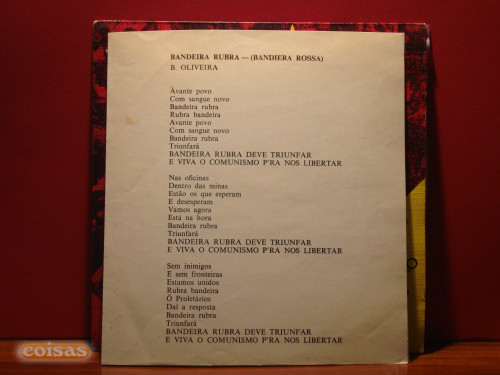 BANDEIRA RUBRA — (BANDIERA ROSSA)
B. OLIVEIRA
Àvante povo
Com sangue novo
Bandeira rubra
Rubra bandeira
Avante povo
Com sangue novo
Bandeira rubra
Triunfará
BANDEIRA RUBRA DEVE TRIUNFAR
E VIVA O COMUNISMO P'RA NOS LIBERTAR
Nas oficinas
Dentro das minas
Estão os que esperam
E desesperam
Vamos agora
Está na hora
Bandeira rubra
Triunfará
BANDEIRA RUBRA DEVE TRIUNFAR
E VIVA O COMUNISMO P'RA NOS LIBERTAR
Sem inimigos
E sem fronteiras
Estamos unidos
Rubra bandeira
Ó Proletários
Daí a resposta
Bandeira rubra
Triunfará
BANDEIRA RUBRA DEVE TRIUNFAR
E VIVA O COMUNISMO P'RA NOS LIBERTAR
coisas